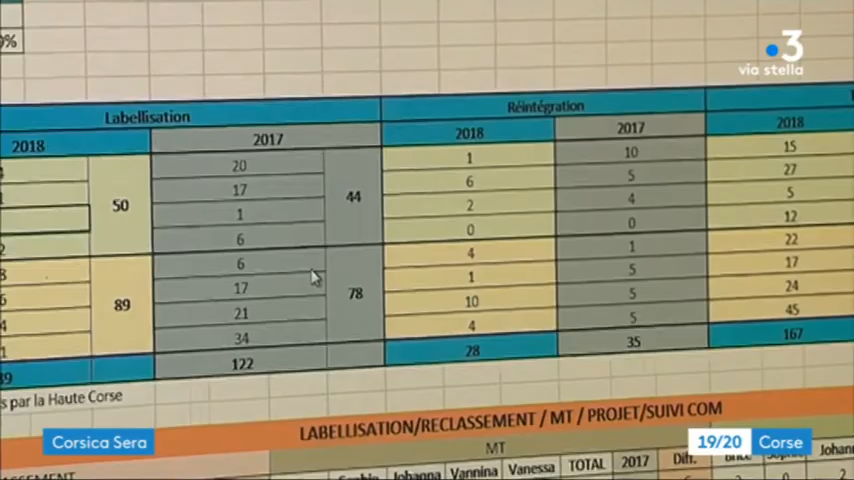 0%
3
via stella
Labellisation Réintégration
2018 2017 2018 2017 2018
20 1 10 15
17 6 5 27
50 1 44 2 4 5
2 6 0 0 12
6 4 1 22
17 1 5 17
89 21 78 10 5 24
34 4 5 45
122 28 35 167
s par la Haute Corse
LABELLISATION/RECLASSEMENT / MT / PROJET/SUIVI COM
MT
Johanna Vannina Vanessa TOTAL 2017 Diff.
Corsica Sera
19/20 Corse